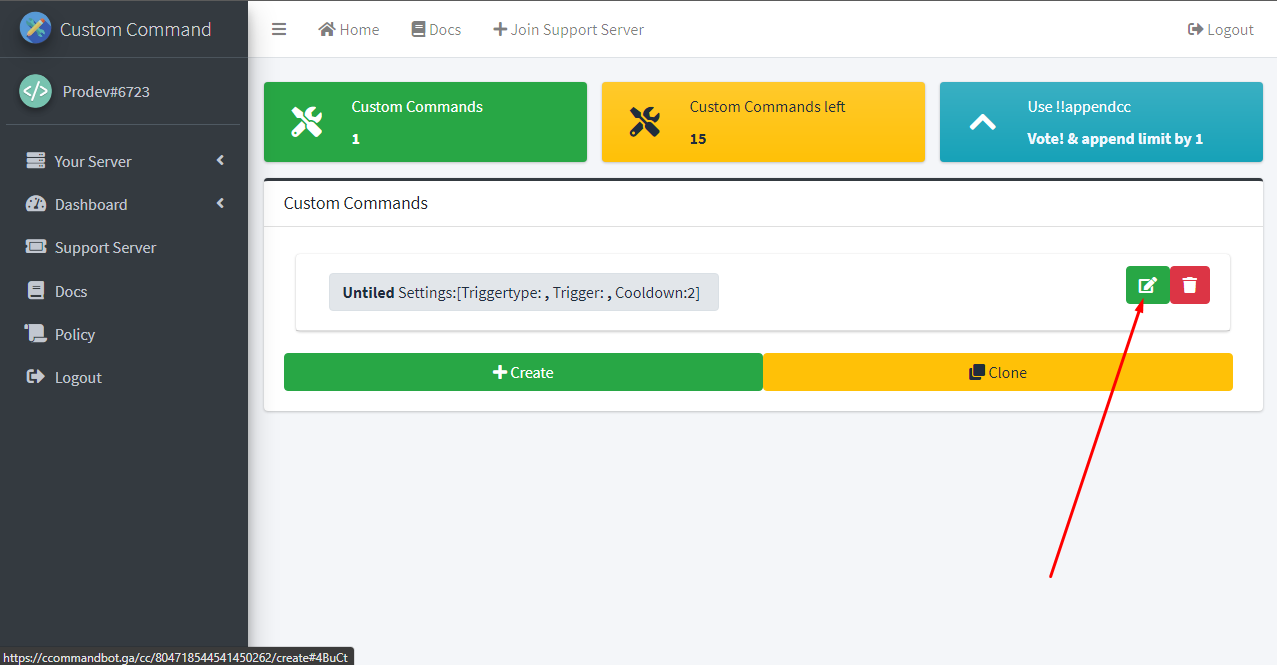 Custom Command
Home
Docs
Join Support Server
Logout
Prodev#6723
Your Server
Dashboard
Support Server
Docs
Policy
Logout
Custom Commands
1
Custom Commands left
15
Use !!appendcc
Vote! & append limit by 1
Custom Commands
Untiled Settings:[Triggertype: , Trigger: , Cooldown:2]
Create
Clone
https://ccommandbot.ga/cc/804718544541450262/create#4BuCt